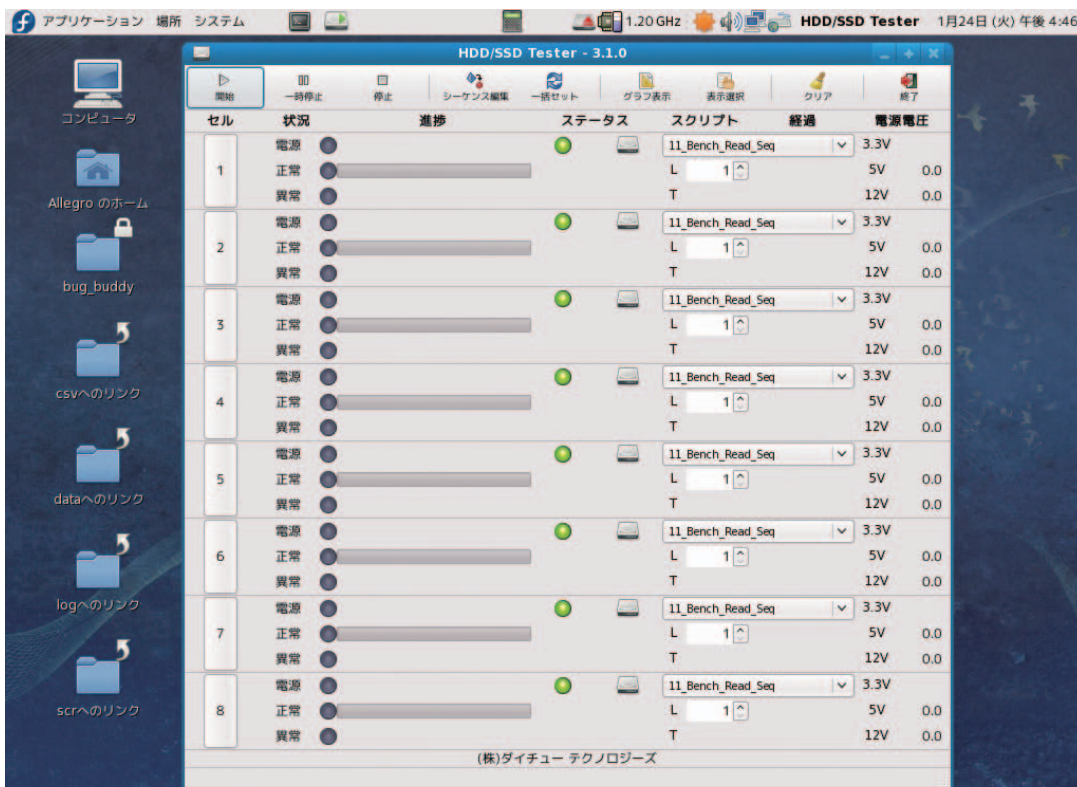 アプリケーション 場所 システム 1.20 GHz HDD/SSD Tester 1月24日 (火) 午後 4:46
コンピュータ
Allegro のホーム
bug_buddy
csvへのリンク
dataへのリンク
logへのリンク
scrへのリンク
HDD/SSD Tester - 3.1.0
開始 一時停止 停止 シーケンス編集 一括セット グラフ表示 表示選択 クリア 終了
セル 状況 進捗 ステータス スクリプト 経過 電源電圧
電源 11_Bench_Read_Seq 3.3V
1 正常 L 1 5V 0.0
異常 T 12V 0.0
電源 11_Bench_Read_Seq 3.3V
2 正常 L 1 5V 0.0
異常 T 12V 0.0
電源 11_Bench_Read_Seq 3.3V
3 正常 L 1 5V 0.0
異常 T 12V 0.0
電源 11_Bench_Read_Seq 3.3V
4 正常 L 1 5V 0.0
異常 T 12V 0.0
電源 11_Bench_Read_Seq 3.3V
5 正常 L 1 5V 0.0
異常 T 12V 0.0
電源 11_Bench_Read_Seq 3.3V
6 正常 L 1 5V 0.0
異常 T 12V 0.0
電源 11_Bench_Read_Seq 3.3V
7 正常 L 1 5V 0.0
異常 T 12V 0.0
電源 11_Bench_Read_Seq 3.3V
8 正常 L 1 5V 0.0
異常 T 12V 0.0
(株)ダイチュー テクノロジーズ